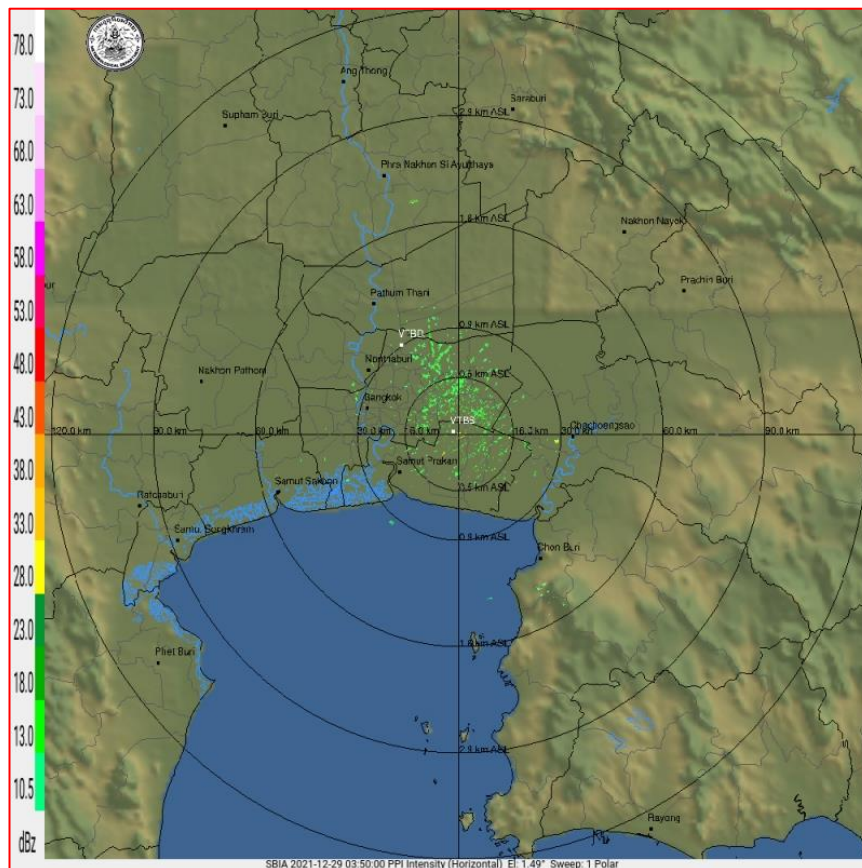 78.0
73.0
68.0
63.0
58.0
53.0
48.0
43.0
38.0
33.0
28.0
23.0
18.0
13.0
10.5
dBz
Ang Thong
Saraburi
Supham Buri
2.9 km ASL
Phra Nakhon Si Ayutthaya
1.8 km ASL
Nakhon Nayok
Prachin Buri
Pathum Thani
0.9 km ASL
VTBD
Nonthaburi
Nakhon Pathom
0.5 km ASL
Bangkok
VTBS
Chachoengsao
120.0 km
90.0 km
60.0 km
30.0 km
16.0 km
16.0 km
30.0 km
60.0 km
90.0 km
Samut Prakan
Samut Sakhon
0.5 km ASL
Ratchaburi
Samut Songkhram
0.9 km ASL
Chon Buri
1.8 km ASL
Phet Buri
2.9 km ASL
Rayong
SBIA 2021-12-29 03:50:00 PPI Intensity (Horizontal) El: 1.49° Sweep: 1 Polar